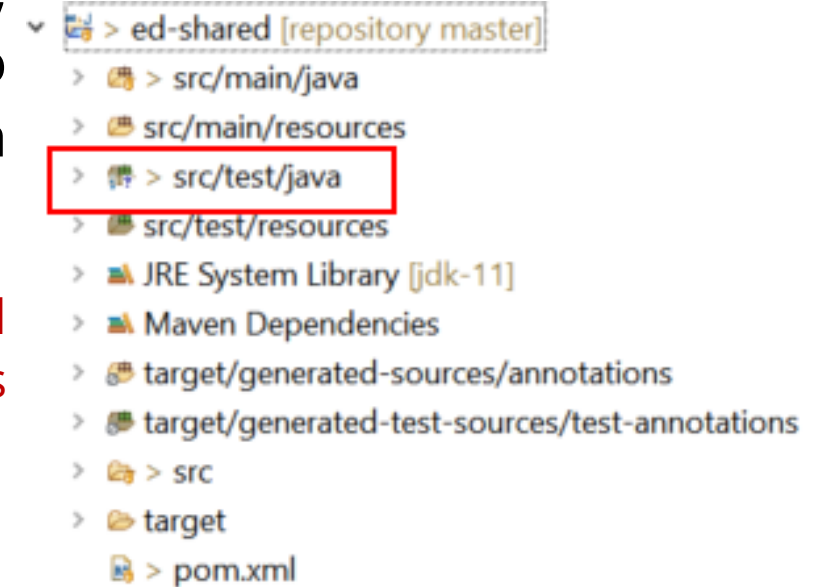 > ed-shared [repository master]
> src/main/java
src/main/resources
> src/test/java
src/test/resources
JRE System Library [jdk-11]
Maven Dependencies
target/generated-sources/annotations
target/generated-test-sources/test-annotations
> src
target
> pom.xml